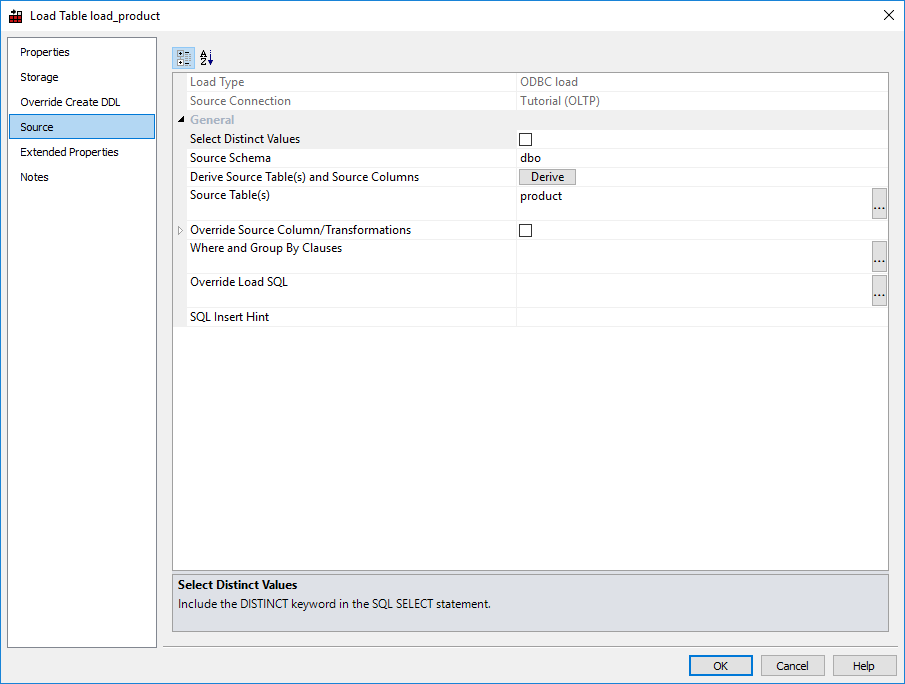 Load Table load_product
Properties
Storage
Override Create DDL
Source
Extended Properties
Notes
Load Type ODBC load
Source Connection Tutorial (OLTP)
General
Select Distinct Values
Source Schema dbo
Derive Source Table(s) and Source Columns Derive
Source Table(s) product
...
Override Source Column/Transformations
Where and Group By Clauses
...
Override Load SQL
...
SQL Insert Hint
Select Distinct Values
Include the DISTINCT keyword in the SQL SELECT statement.
OK Cancel Help